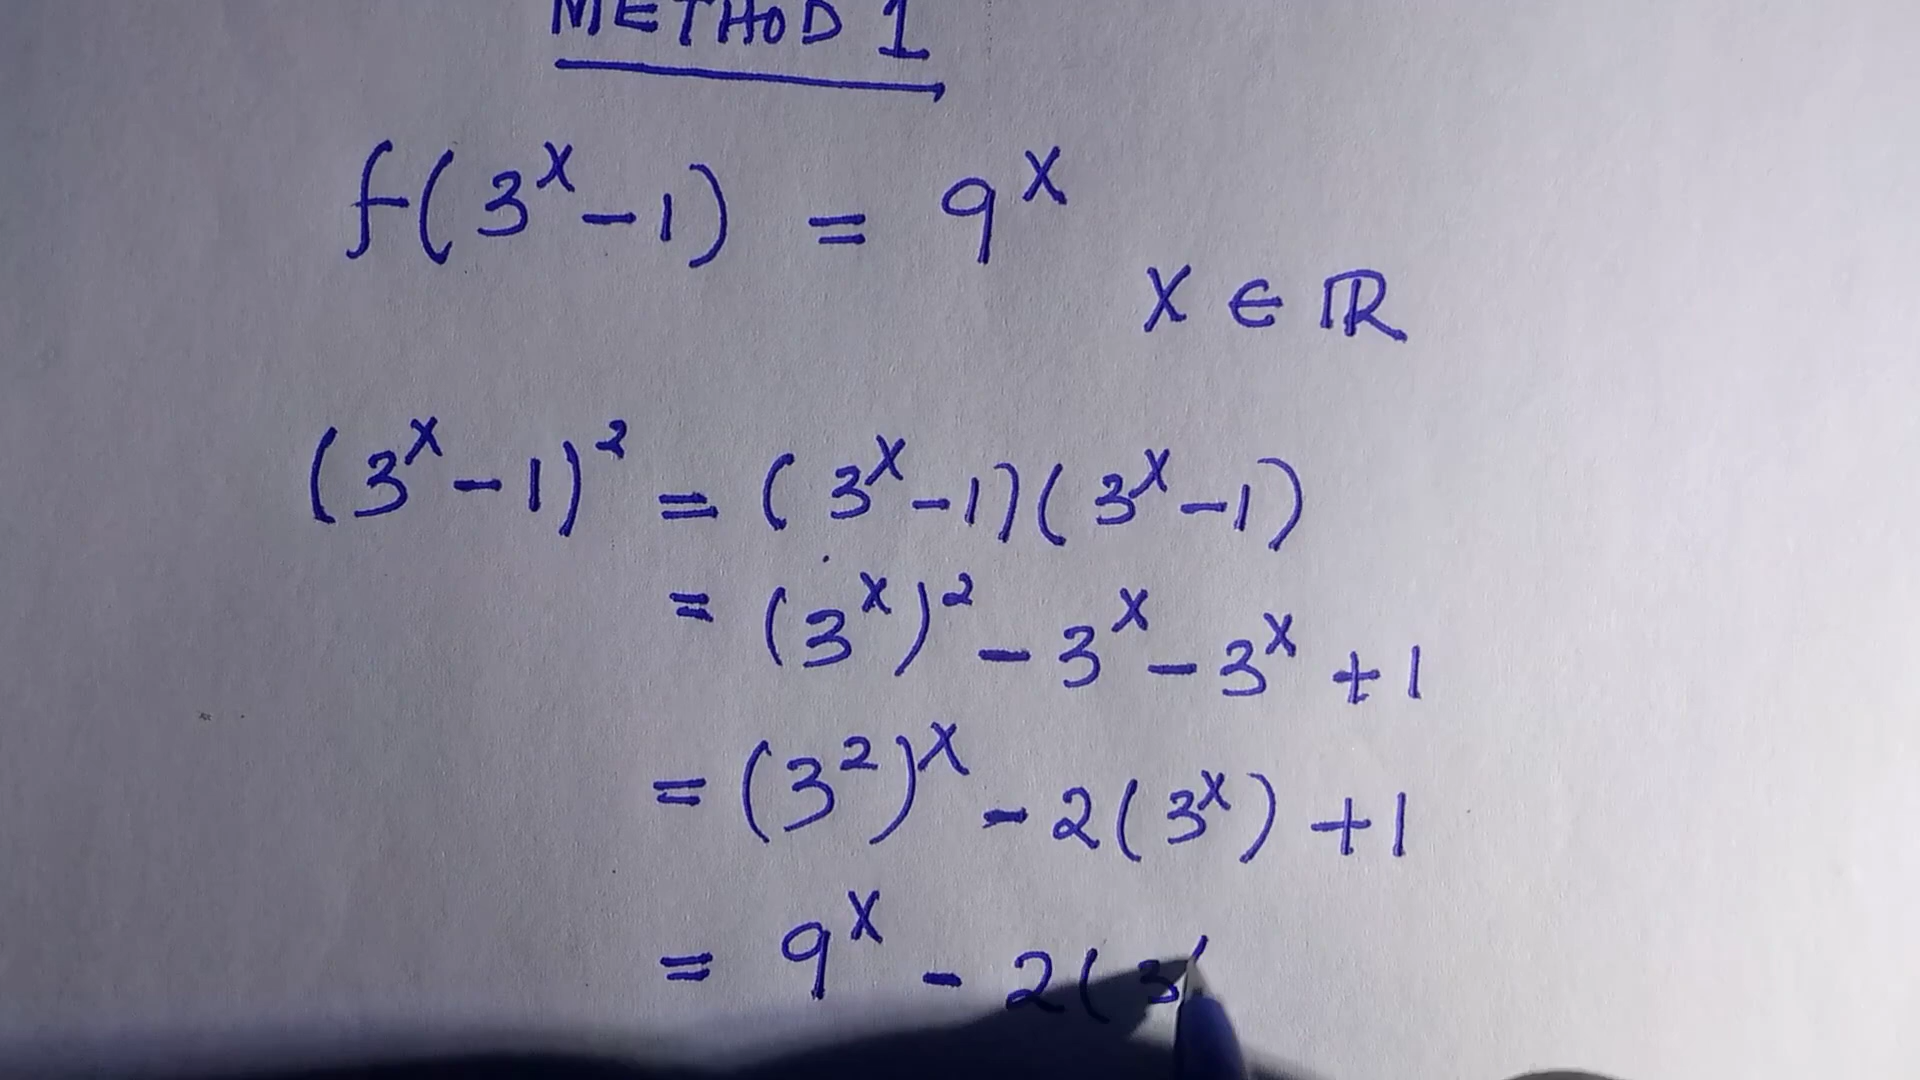 METHOD 1
f(3^x - 1) = 9^x
x ∈ ℝ
(3^x - 1)^2 = (3^x - 1)(3^x - 1)
= (3^x)^2 - 3^x - 3^x + 1
= (3^2)^x - 2(3^x) + 1
= 9^x - 2(3